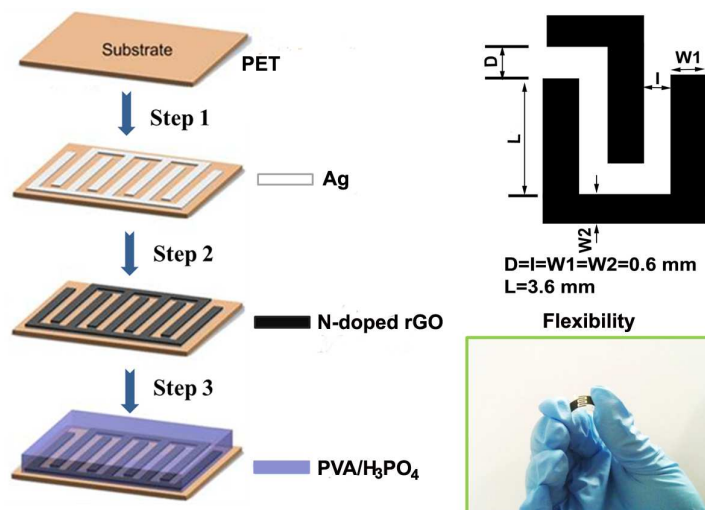 Substrate
PET
Step 1
Ag
Step 2
N-doped rGO
Step 3
PVA/H₃PO₄
D
L
I
W1
W2
D=I=W1=W2=0.6 mm
L=3.6 mm
Flexibility